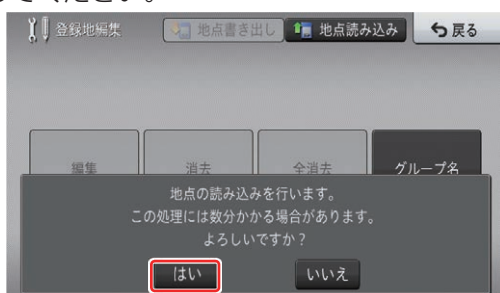 ください。
登録地編集 地点書き出し 地点読み込み 戻る
編集 消去 全消去 グループ名
地点の読み込みを行います。
この処理には数分かかる場合があります。
よろしいですか？
はい いいえ